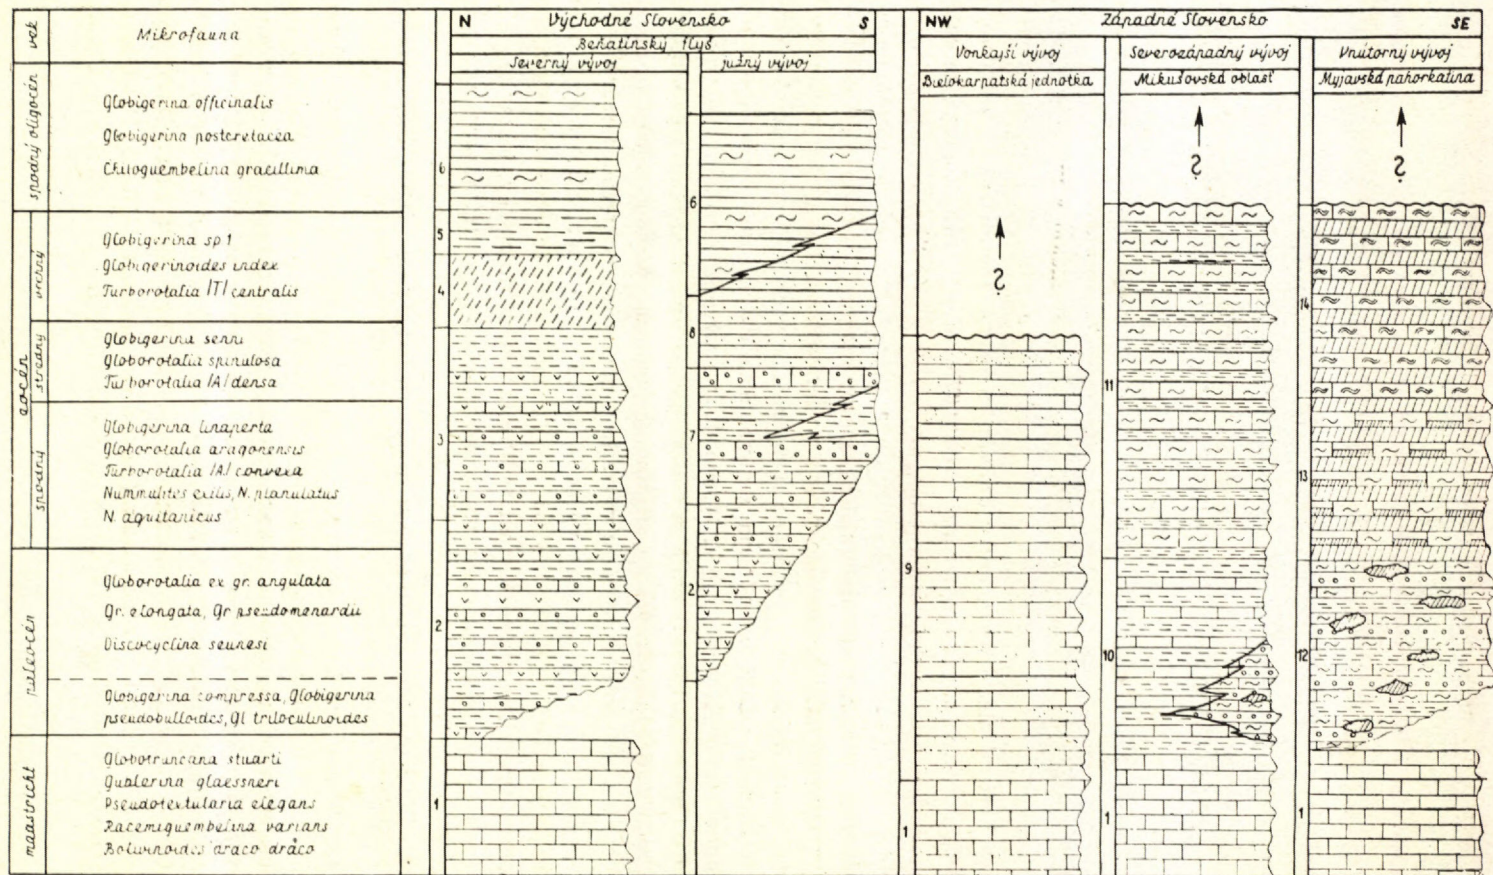 vek
Mikrofauna
spodný oligocén
Globigerina officinalis
Globigerina postcretacea
Chiloguembelina gracillima
eocén
vrchný
Globigerina sp 1
Globigerinoides index
Turborotalia /T/ centralis
stredný
Globigerina senni
Globorotalia spinulosa
Turborotalia /A/ densa
spodný
Globigerina linaperta
Globorotalia aragonensis
Turborotalia /A/ convexa
Nummulites exilis, N. planulatus
N. aquitanicus
paleocén
Globorotalia ex gr. angulata
Gr. elongata, Gr pseudomenardii
Discocyclina seunesi
Globigerina compressa, Globigerina
pseudobulloides, Gl triloculinoides
maastricht
Globotruncana stuarti
Gublerina glaessneri
Pseudotextularia elegans
Racemiguembelina varians
Bolivinoides draco draco
N Východné Slovensko S
Beňatinský flyš
Severný vývoj
južný vývoj
6
5
4
3
2
1
6
8
7
2
NW Západné Slovensko SE
Vonkajší vývoj
Bielokarpatská jednotka
?
9
1
Severozápadný vývoj
Mikušovská oblasť
?
11
10
1
Vnútorný vývoj
Myjavská pahorkatina
?
14
13
12
1